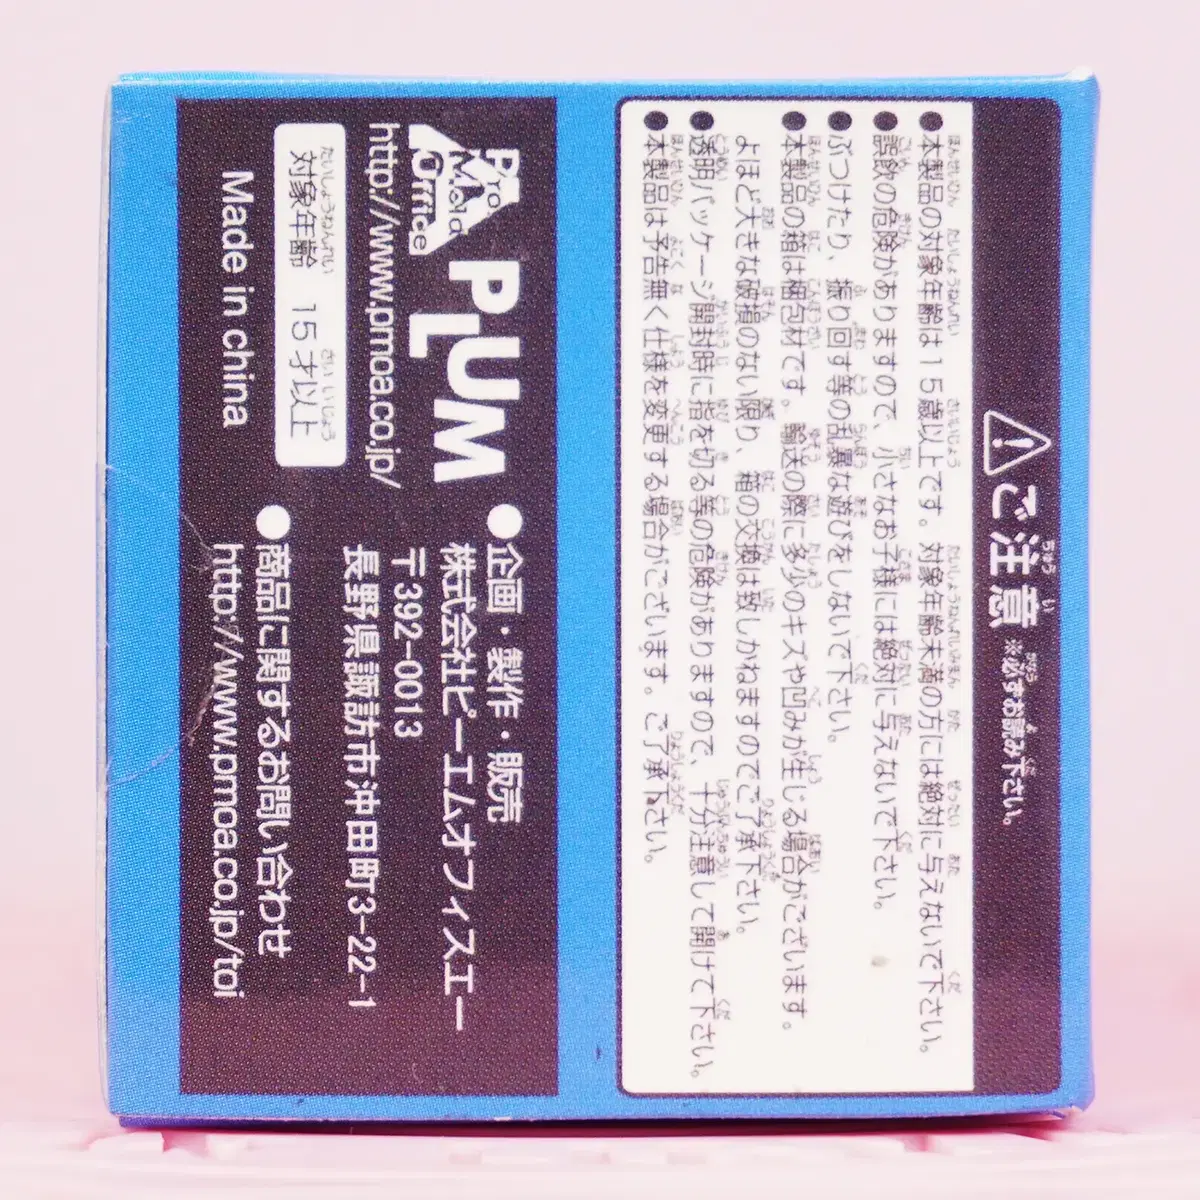 ご注意 ※必ずお読み下さい。
●本製品の対象年齢は15歳以上です。対象年齢未満の方には絶対に与えないで下さい。
●誤飲の危険がありますので、小さなお子様には絶対に与えないで下さい。
●ぶつけたり、振り回す等の乱暴な遊びをしないで下さい。
●本製品の箱は梱包材です。輸送の際に多少のキズや凹みが生じる場合がございます。
よほど大きな破損のない限り、箱の交換は致しかねますのでご了承下さい。
●透明パッケージ開封時に指を切る等の危険がありますので、十分注意して開けて下さい。
●本製品は予告無く仕様を変更する場合がございます。ご了承下さい。
Pro
Mold
Office
PLUM
http://www.pmoa.co.jp/
対象年齢 15才以上
Made in china
●企画・製作・販売
株式会社ピーエムオフィスエー
〒392-0013
長野県諏訪市沖田町3-22-1
●商品に関するお問い合わせ
http://www.pmoa.co.jp/toi